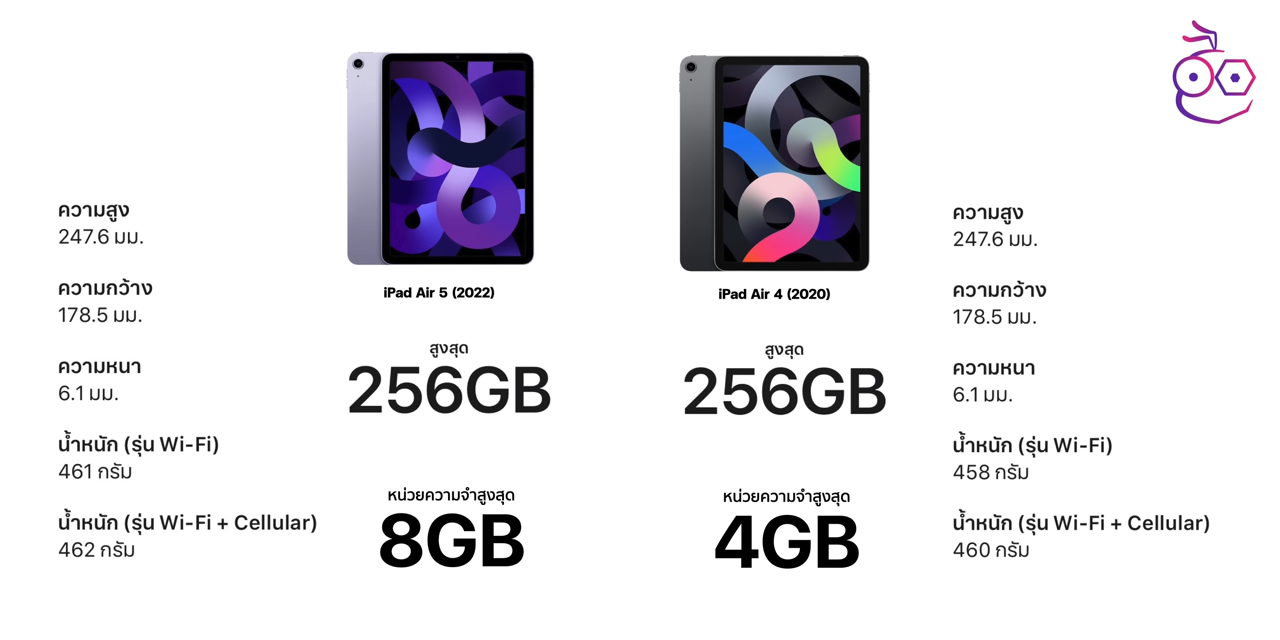 ความสูง
247.6 มม.
ความกว้าง
178.5 มม.
ความหนา
6.1 มม.
น้ำหนัก (รุ่น Wi-Fi)
461 กรัม
น้ำหนัก (รุ่น Wi-Fi + Cellular)
462 กรัม
iPad Air 5 (2022)
สูงสุด
256GB
หน่วยความจำสูงสุด
8GB
iPad Air 4 (2020)
สูงสุด
256GB
หน่วยความจำสูงสุด
4GB
ความสูง
247.6 มม.
ความกว้าง
178.5 มม.
ความหนา
6.1 มม.
น้ำหนัก (รุ่น Wi-Fi)
458 กรัม
น้ำหนัก (รุ่น Wi-Fi + Cellular)
460 กรัม